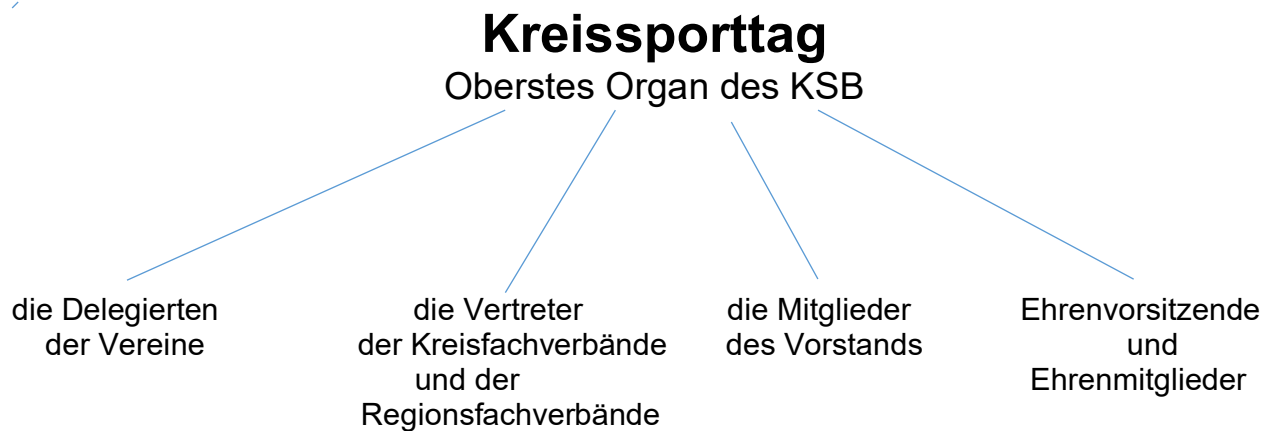 Kreissporttag
Oberstes Organ des KSB
die Delegierten
der Vereine
die Vertreter
der Kreisfachverbände
und der
Regionsfachverbände
die Mitglieder
des Vorstands
Ehrenvorsitzende
und
Ehrenmitglieder